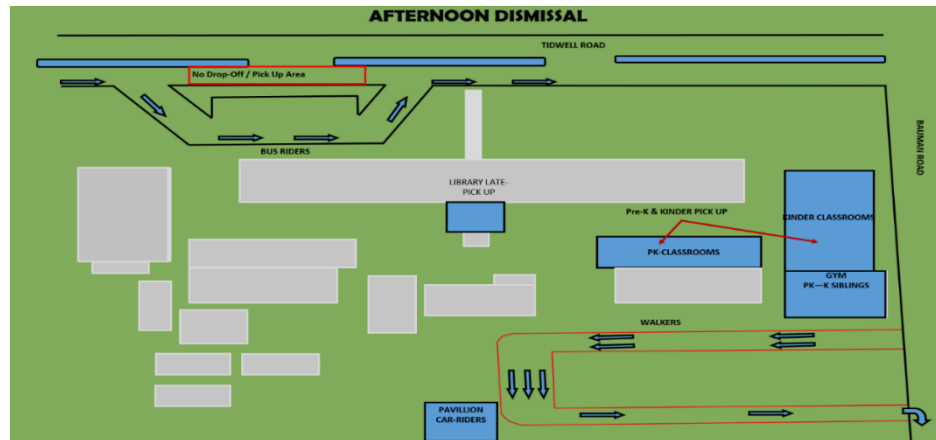 AFTERNOON DISMISSAL
TIDWELL ROAD
No Drop-Off / Pick Up Area
BAUMAN ROAD
BUS RIDERS
LIBRARY LATE-
PICK UP
Pre-K & KINDER PICK UP
KINDER CLASSROOMS
PK-CLASSROOMS
GYM
PK—K SIBLINGS
WALKERS
PAVILLION
CAR-RIDERS